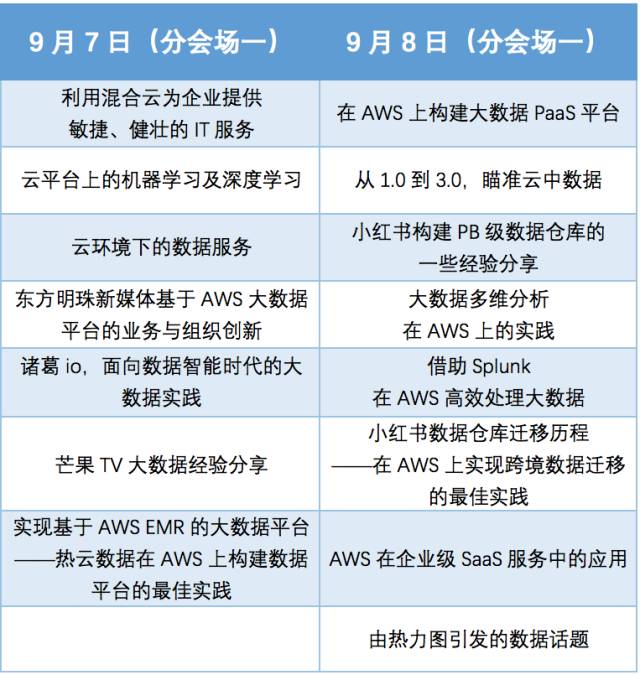 9 月 7 日（分会场一）
9 月 8 日（分会场一）
利用混合云为企业提供
敏捷、健壮的 IT 服务
在 AWS 上构建大数据 PaaS 平台
云平台上的机器学习及深度学习
从 1.0 到 3.0，瞄准云中数据
云环境下的数据服务
小红书构建 PB 级数据仓库的
一些经验分享
东方明珠新媒体基于 AWS 大数据
平台的业务与组织创新
大数据多维分析
在 AWS 上的实践
诸葛 io，面向数据智能时代的大
数据实践
借助 Splunk
在 AWS 高效处理大数据
芒果 TV 大数据经验分享
小红书数据仓库迁移历程
——在 AWS 上实现跨境数据迁移
的最佳实践
实现基于 AWS EMR 的大数据平台
——热云数据在 AWS 上构建数据
平台的最佳实践
AWS 在企业级 SaaS 服务中的应用
由热力图引发的数据话题